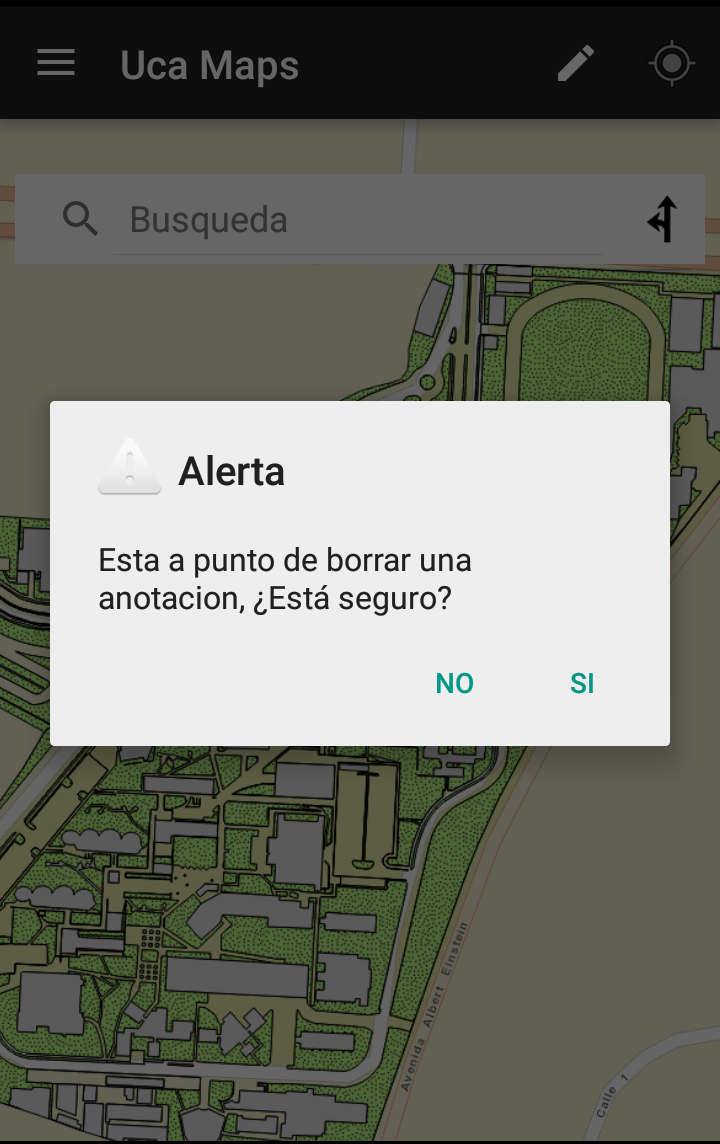 Uca Maps
Busqueda
Alerta
Esta a punto de borrar una
anotacion, ¿Está seguro?
NO SI
Avenida Albert Einstein
Calle 1